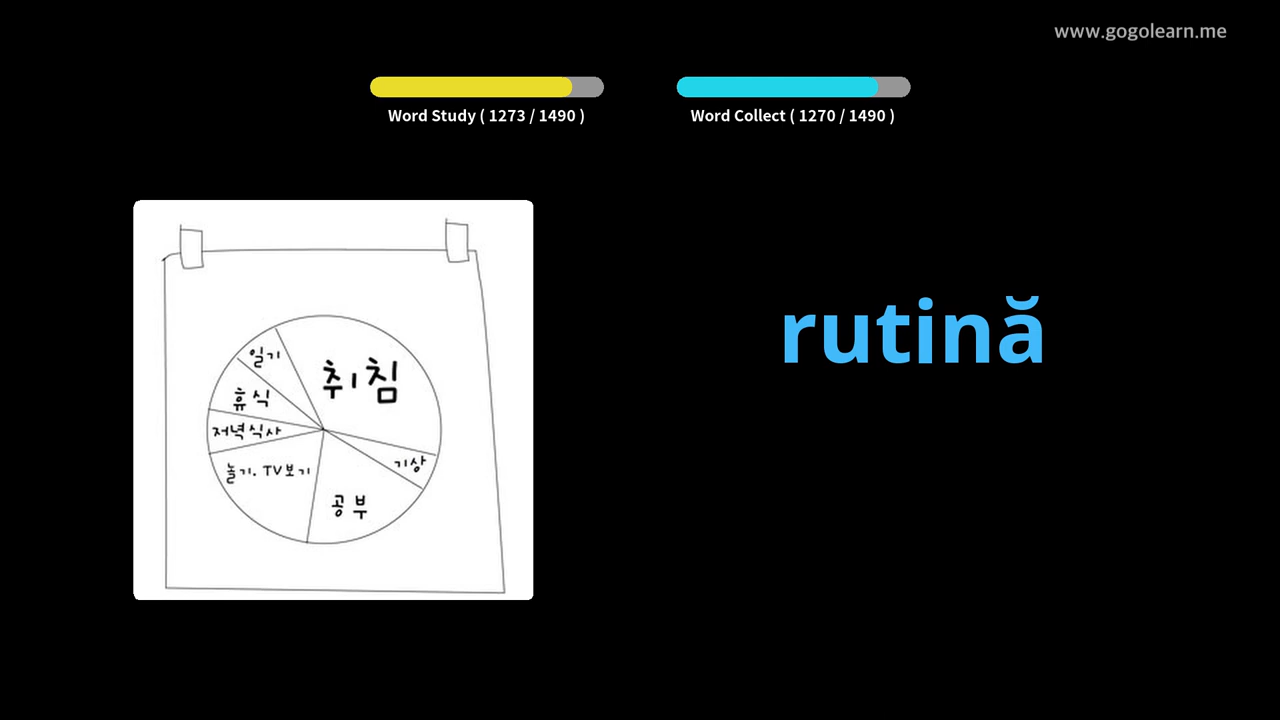 www.gogolearn.me
Word Study ( 1273 / 1490 )
Word Collect ( 1270 / 1490 )
일기
취침
휴식
저녁식사
기상
놀기. TV보기
공부
rutină